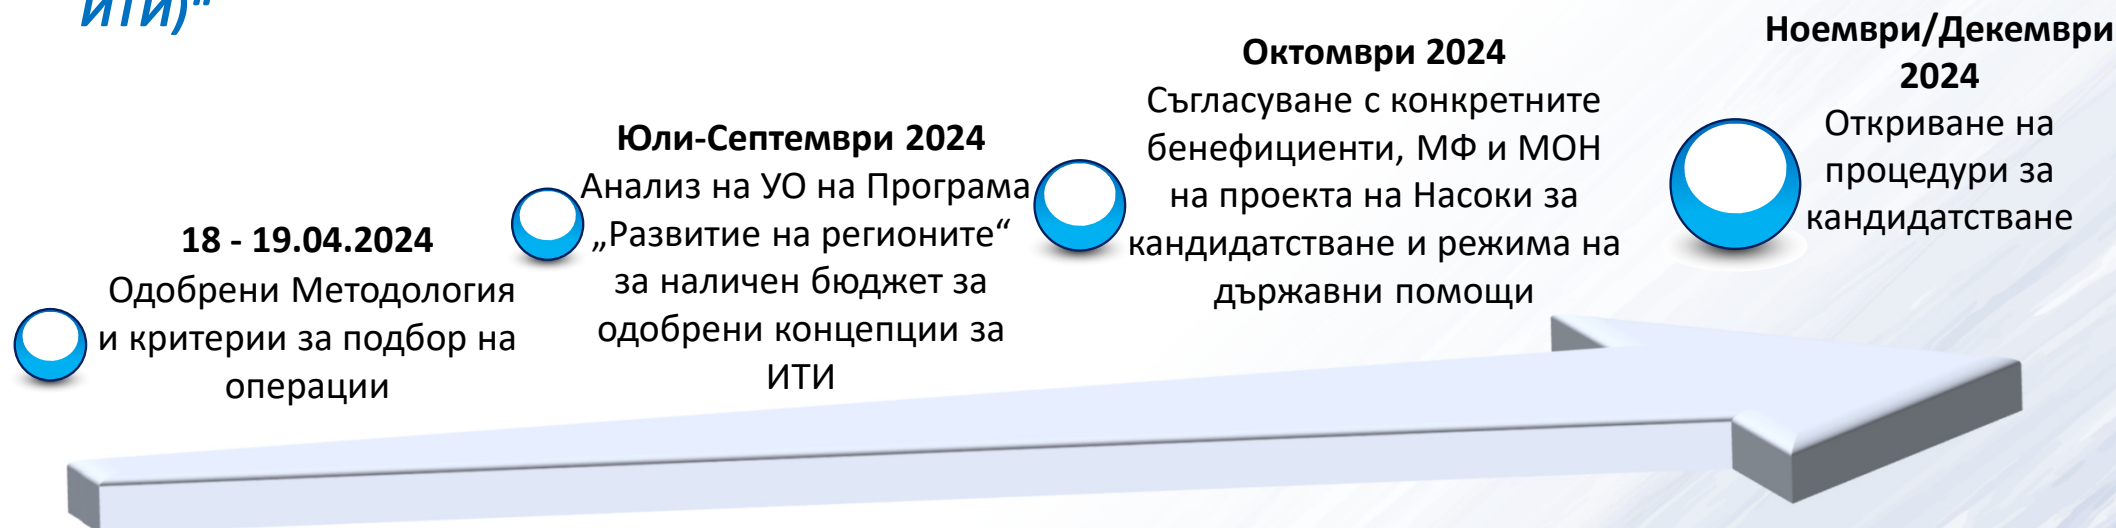 ИТИ)“
18 - 19.04.2024
Одобрени Методология
и критерии за подбор на
операции
Юли-Септември 2024
Анализ на УО на Програма
„Развитие на регионите“
за наличен бюджет за
одобрени концепции за
ИТИ
Октомври 2024
Съгласуване с конкретните
бенефициенти, МФ и МОН
на проекта на Насоки за
кандидатстване и режима на
държавни помощи
Ноември/Декември
2024
Откриване на
процедури за
кандидатстване